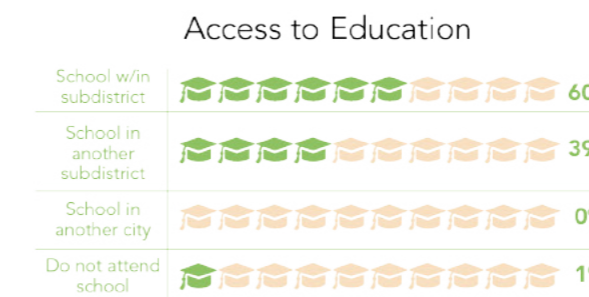 Access to Education
School w/in
subdistrict
60
School in
another
subdistrict
39
School in
another city
0
Do not attend
school
1